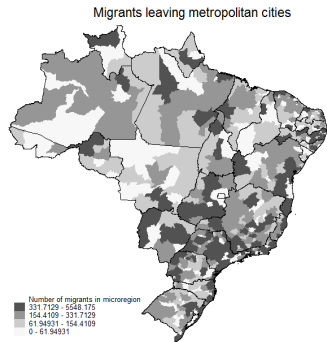 Migrants leaving metropolitan cities
Number of migrants in microregion
331.7129 - 5548.175
154.4109 - 331.7129
61.94931 - 154.4109
0 - 61.94931